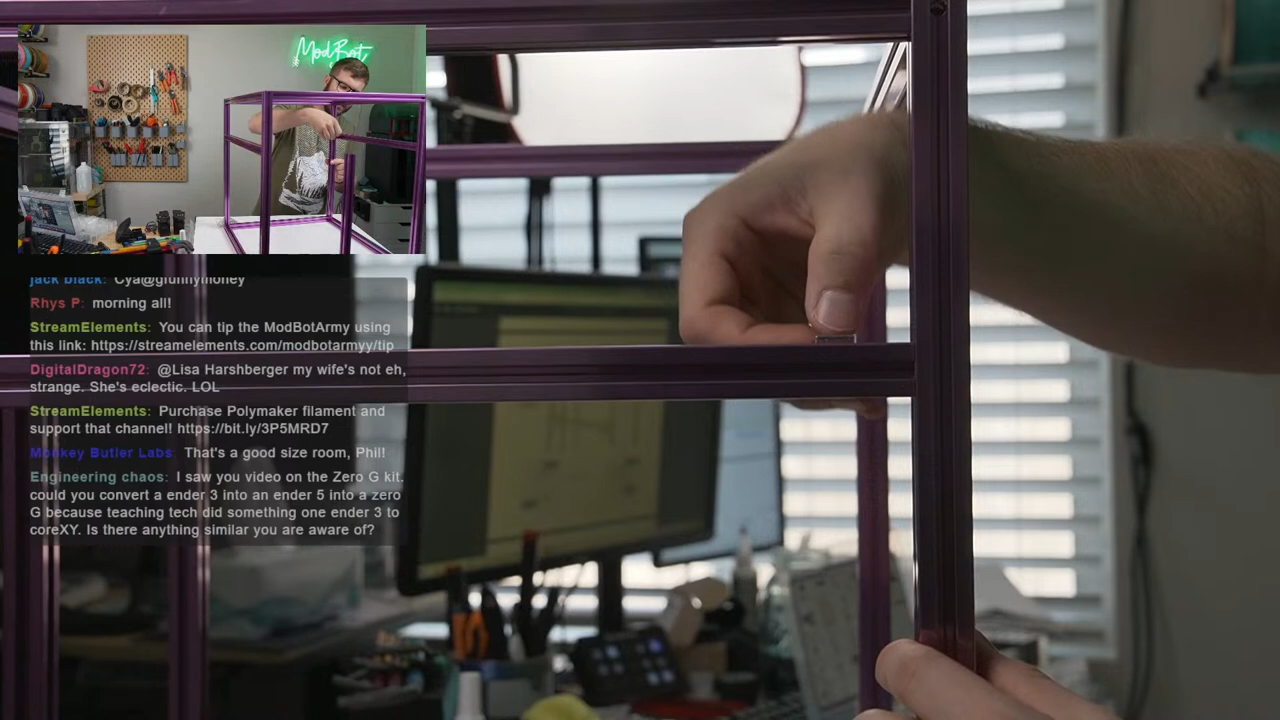 ModBot
jack black: Cya@grunnymoney
Rhys P: morning all!
StreamElements: You can tip the ModBotArmy using
this link: https://streamelements.com/modbotarmyy/tip
DigitalDragon72: @Lisa Harshberger my wife's not eh,
strange. She's eclectic. LOL
StreamElements: Purchase Polymaker filament and
support that channel! https://bit.ly/3P5MRD7
Monkey Butler Labs: That's a good size room, Phil!
Engineering chaos: I saw you video on the Zero G kit.
could you convert a ender 3 into an ender 5 into a zero
G because teaching tech did something one ender 3 to
coreXY. Is there anything similar you are aware of?